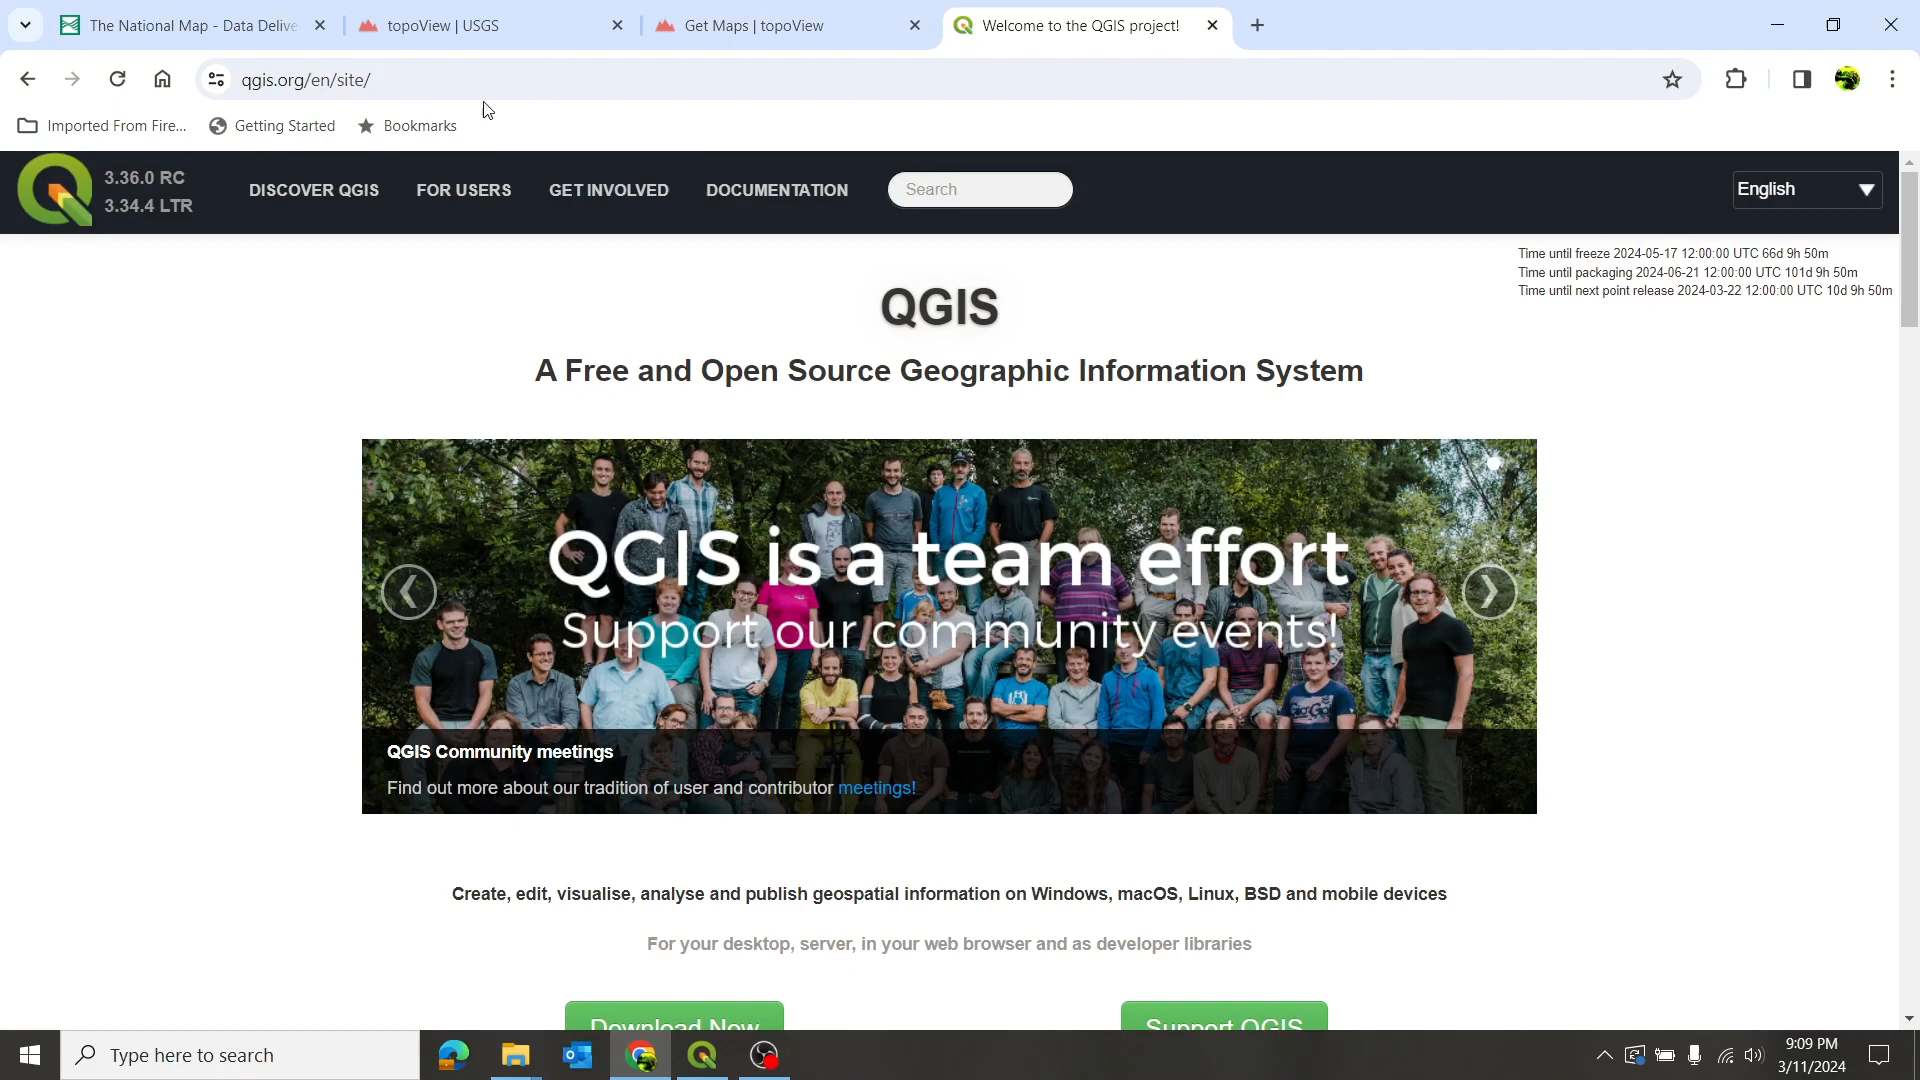 The National Map - Data Delive
topoView | USGS
Get Maps | topoView
Welcome to the QGIS project!
qgis.org/en/site/
Imported From Fire...
Getting Started
Bookmarks
3.36.0 RC
3.34.4 LTR
DISCOVER QGIS
FOR USERS
GET INVOLVED
DOCUMENTATION
Search
English
Time until freeze 2024-05-17 12:00:00 UTC 66d 9h 50m
Time until packaging 2024-06-21 12:00:00 UTC 101d 9h 50m
Time until next point release 2024-03-22 12:00:00 UTC 10d 9h 50m
QGIS
A Free and Open Source Geographic Information System
QGIS is a team effort
Support our community events!
QGIS Community meetings
Find out more about our tradition of user and contributor meetings!
Create, edit, visualise, analyse and publish geospatial information on Windows, macOS, Linux, BSD and mobile devices
For your desktop, server, in your web browser and as developer libraries
Download Now
Support QGIS
Type here to search
9:09 PM
3/11/2024